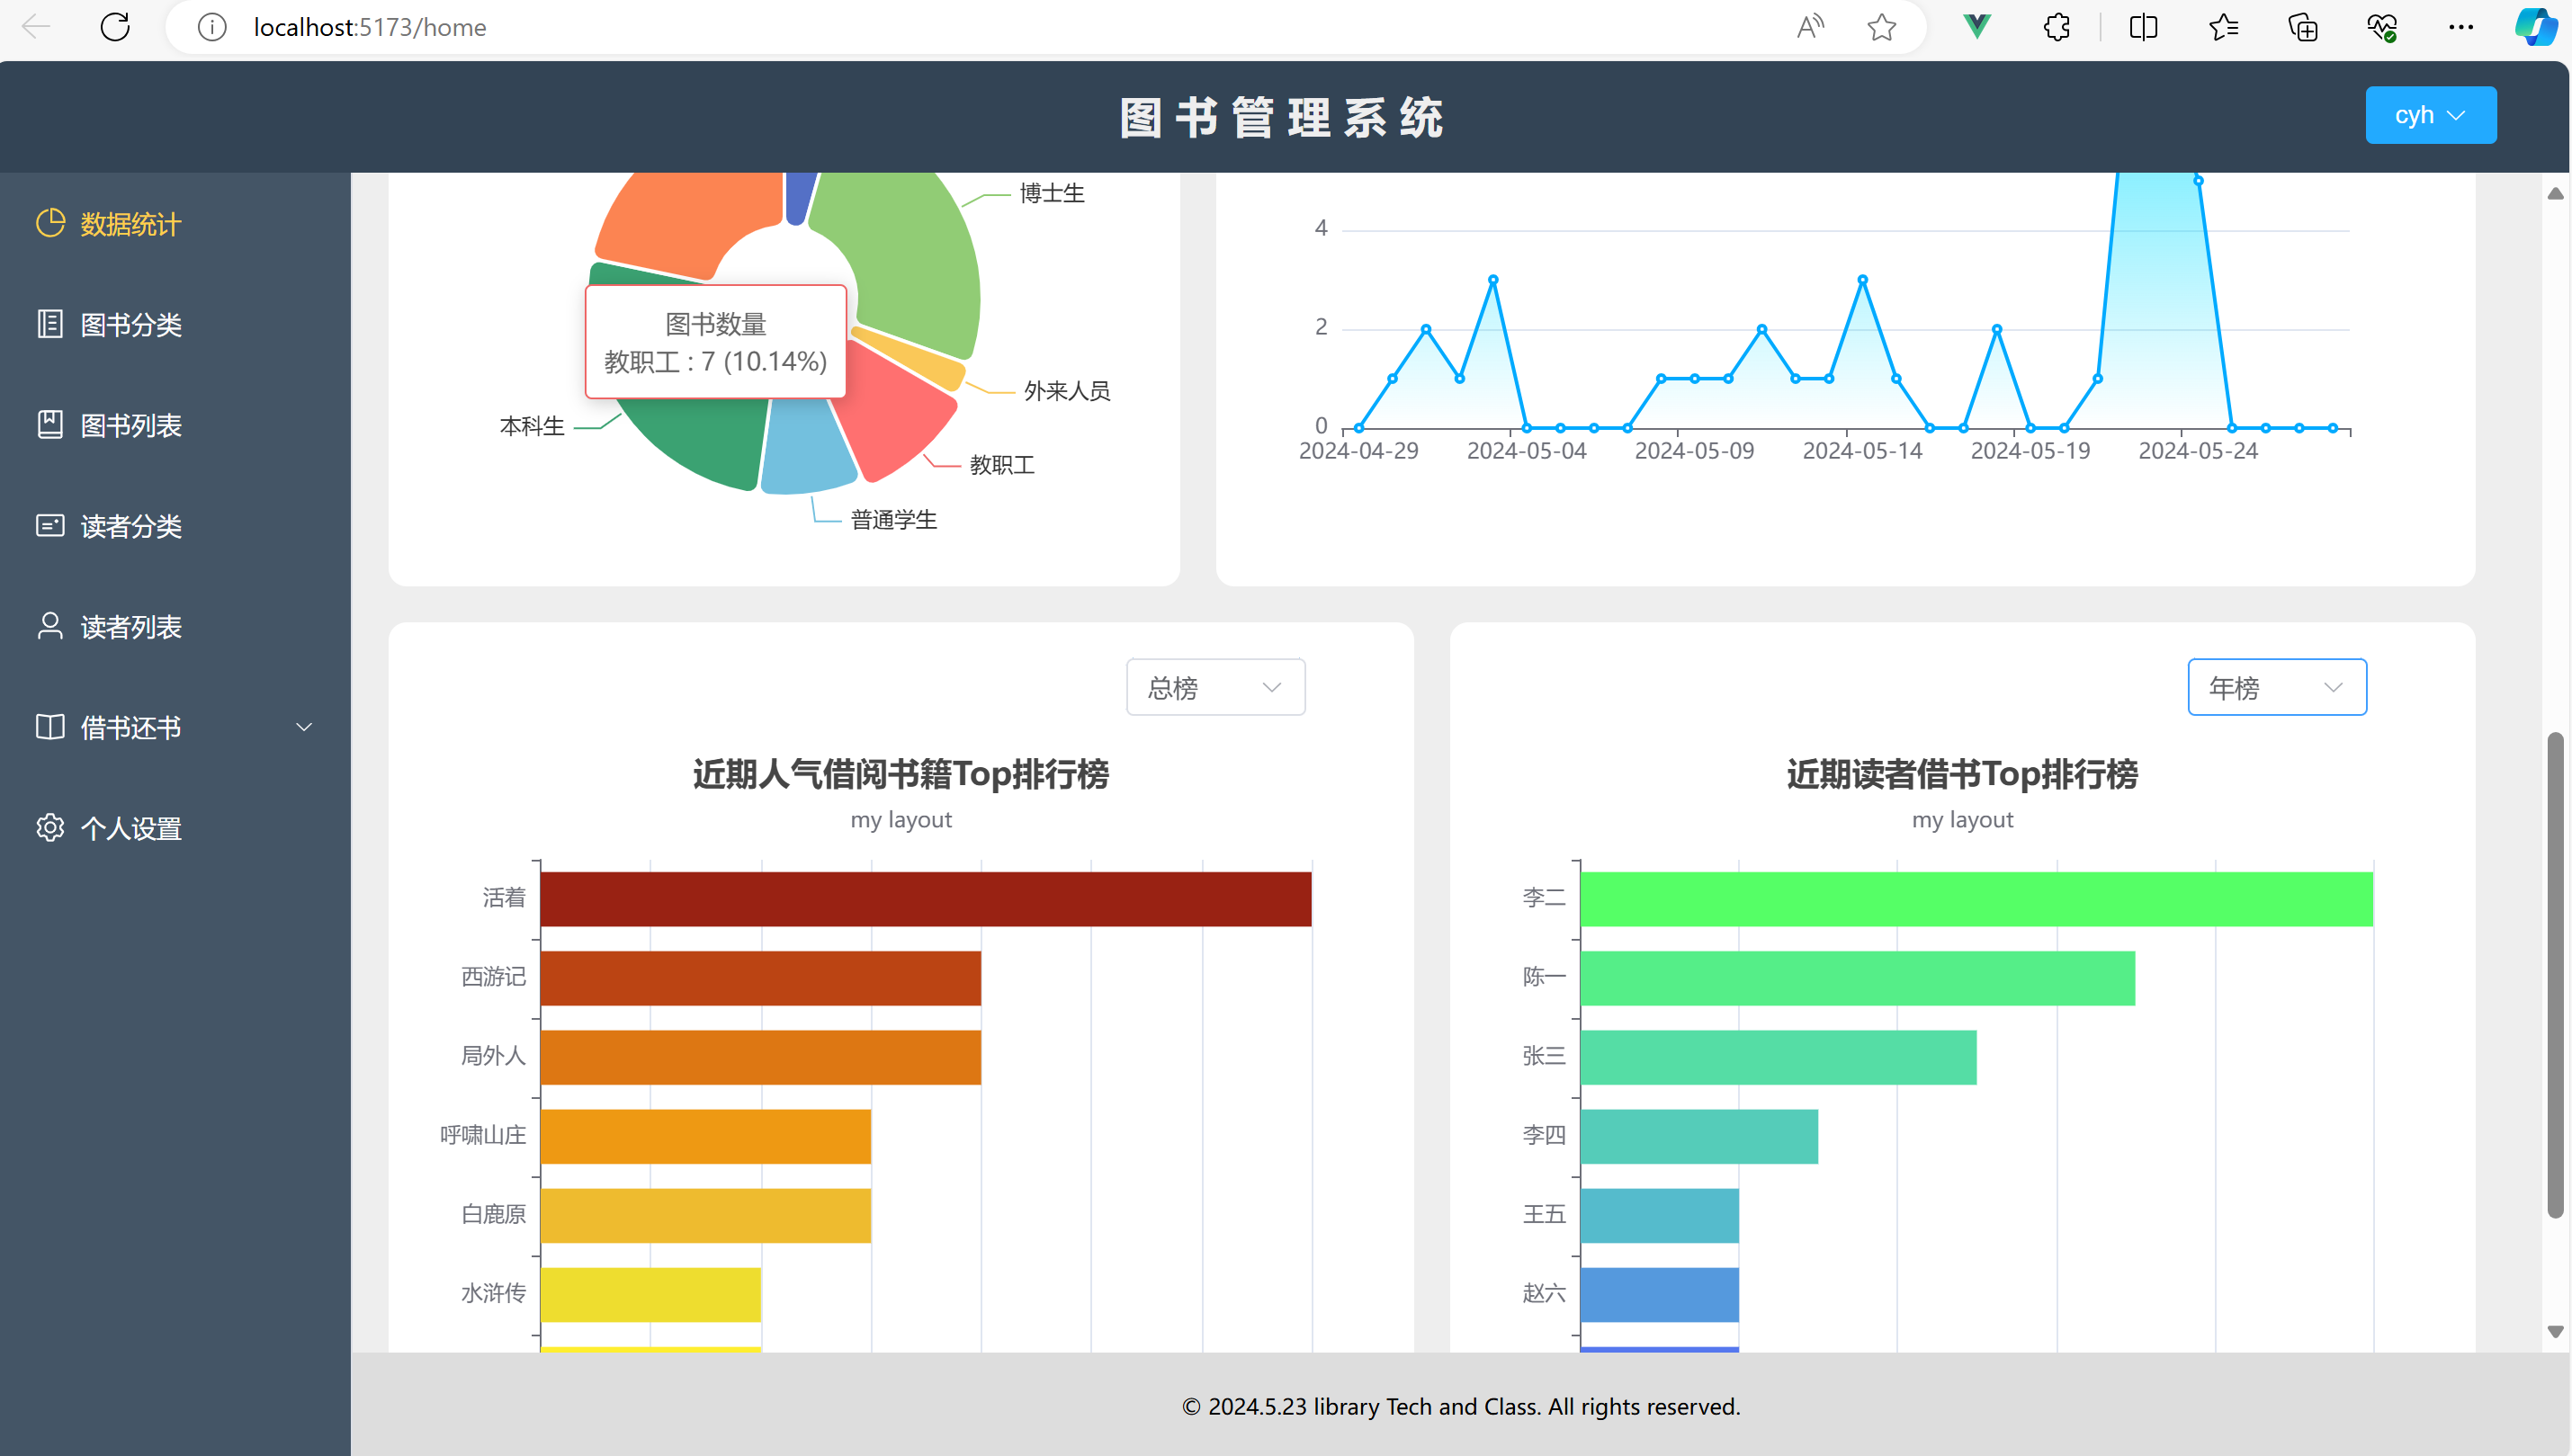 localhost:5173/home
图书管理系统
cyh
数据统计
图书分类
图书列表
读者分类
读者列表
借书还书
个人设置
博士生
外来人员
教职工
普通学生
本科生
图书数量
教职工 : 7 (10.14%)
4
2
0
2024-04-29
2024-05-04
2024-05-09
2024-05-14
2024-05-19
2024-05-24
总榜
近期人气借阅书籍Top排行榜
my layout
活着
西游记
局外人
呼啸山庄
白鹿原
水浒传
年榜
近期读者借书Top排行榜
my layout
李二
陈一
张三
李四
王五
赵六
© 2024.5.23 library Tech and Class. All rights reserved.